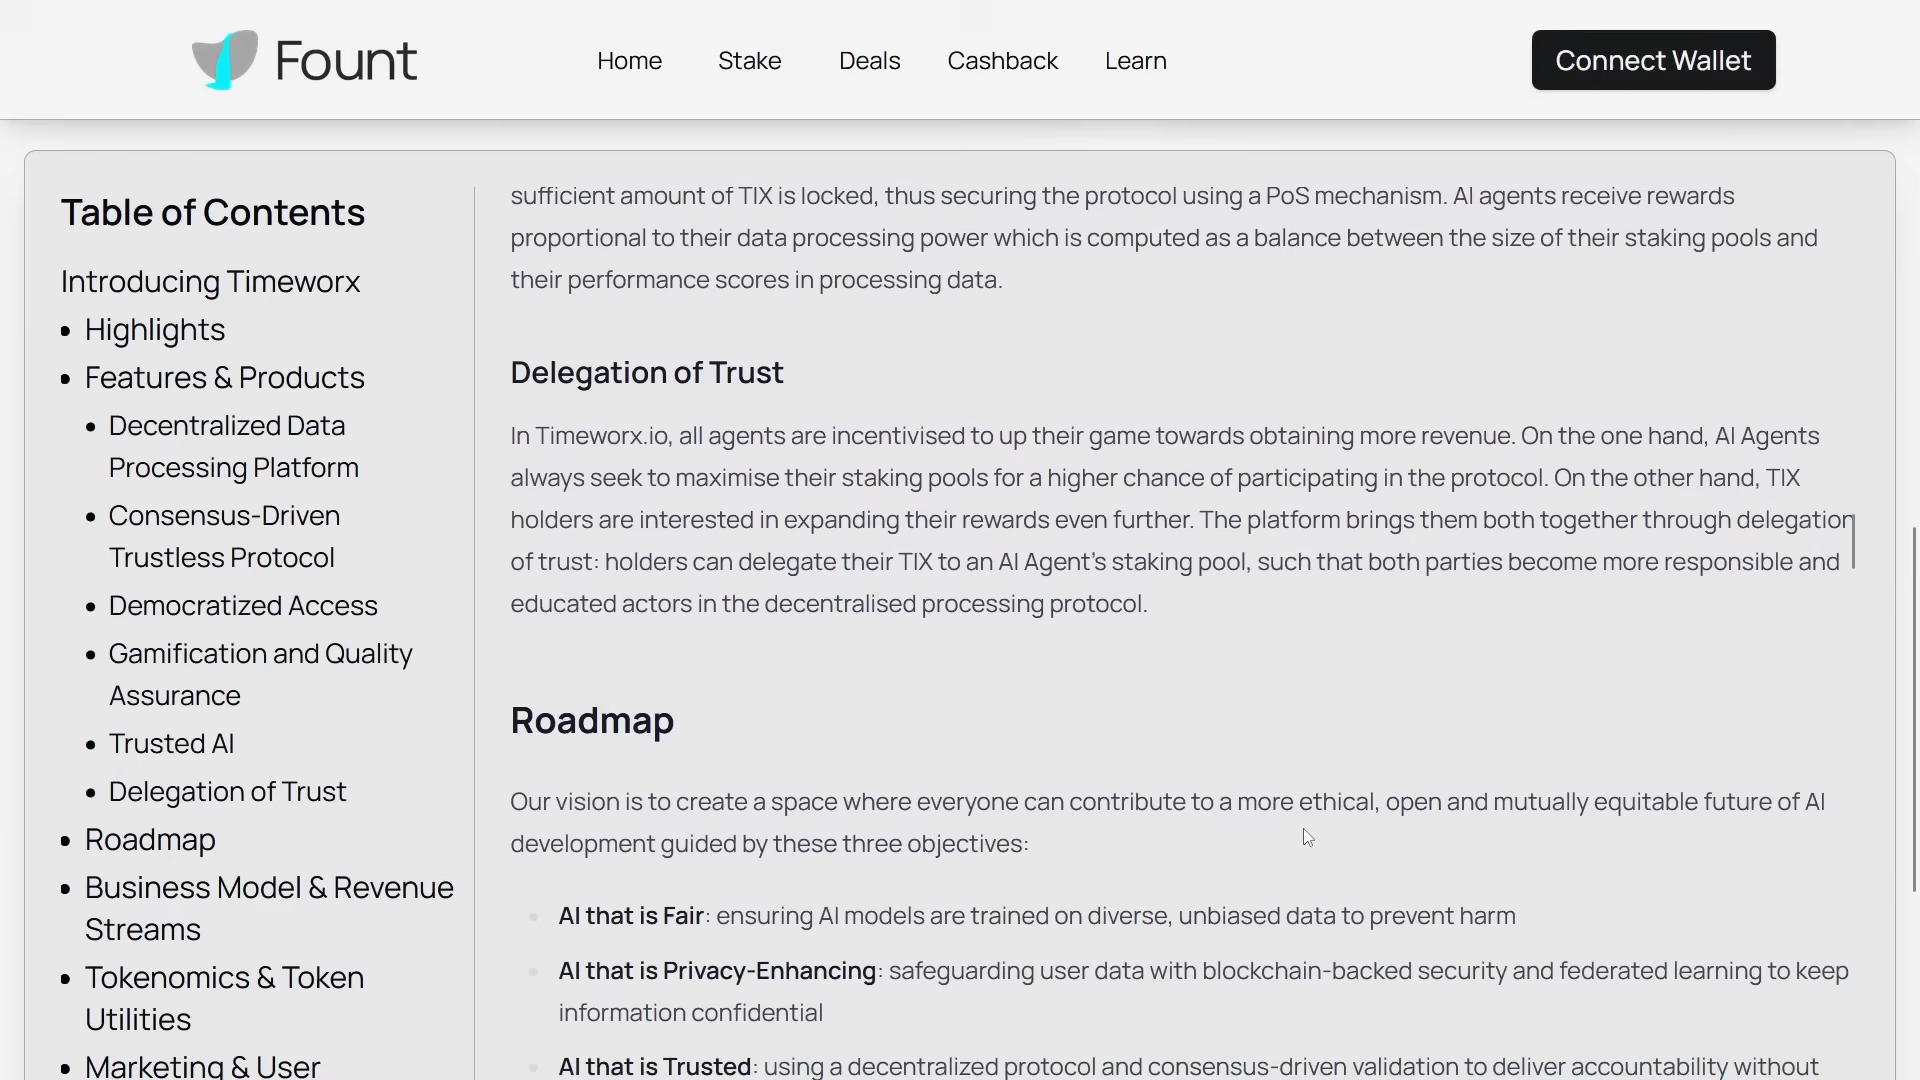 Fount
Home
Stake
Deals
Cashback
Learn
Connect Wallet
Table of Contents
Introducing Timeworx
Highlights
Features & Products
Decentralized Data
Processing Platform
Consensus-Driven
Trustless Protocol
Democratized Access
Gamification and Quality
Assurance
Trusted AI
Delegation of Trust
Roadmap
Business Model & Revenue
Streams
Tokenomics & Token
Utilities
Marketing & User
sufficient amount of TIX is locked, thus securing the protocol using a PoS mechanism. AI agents receive rewards
proportional to their data processing power which is computed as a balance between the size of their staking pools and
their performance scores in processing data.
Delegation of Trust
In Timeworx.io, all agents are incentivised to up their game towards obtaining more revenue. On the one hand, AI Agents
always seek to maximise their staking pools for a higher chance of participating in the protocol. On the other hand, TIX
holders are interested in expanding their rewards even further. The platform brings them both together through delegation
of trust: holders can delegate their TIX to an AI Agent's staking pool, such that both parties become more responsible and
educated actors in the decentralised processing protocol.
Roadmap
Our vision is to create a space where everyone can contribute to a more ethical, open and mutually equitable future of AI
development guided by these three objectives:
AI that is Fair: ensuring AI models are trained on diverse, unbiased data to prevent harm
AI that is Privacy-Enhancing: safeguarding user data with blockchain-backed security and federated learning to keep
information confidential
AI that is Trusted: using a decentralized protocol and consensus-driven validation to deliver accountability without